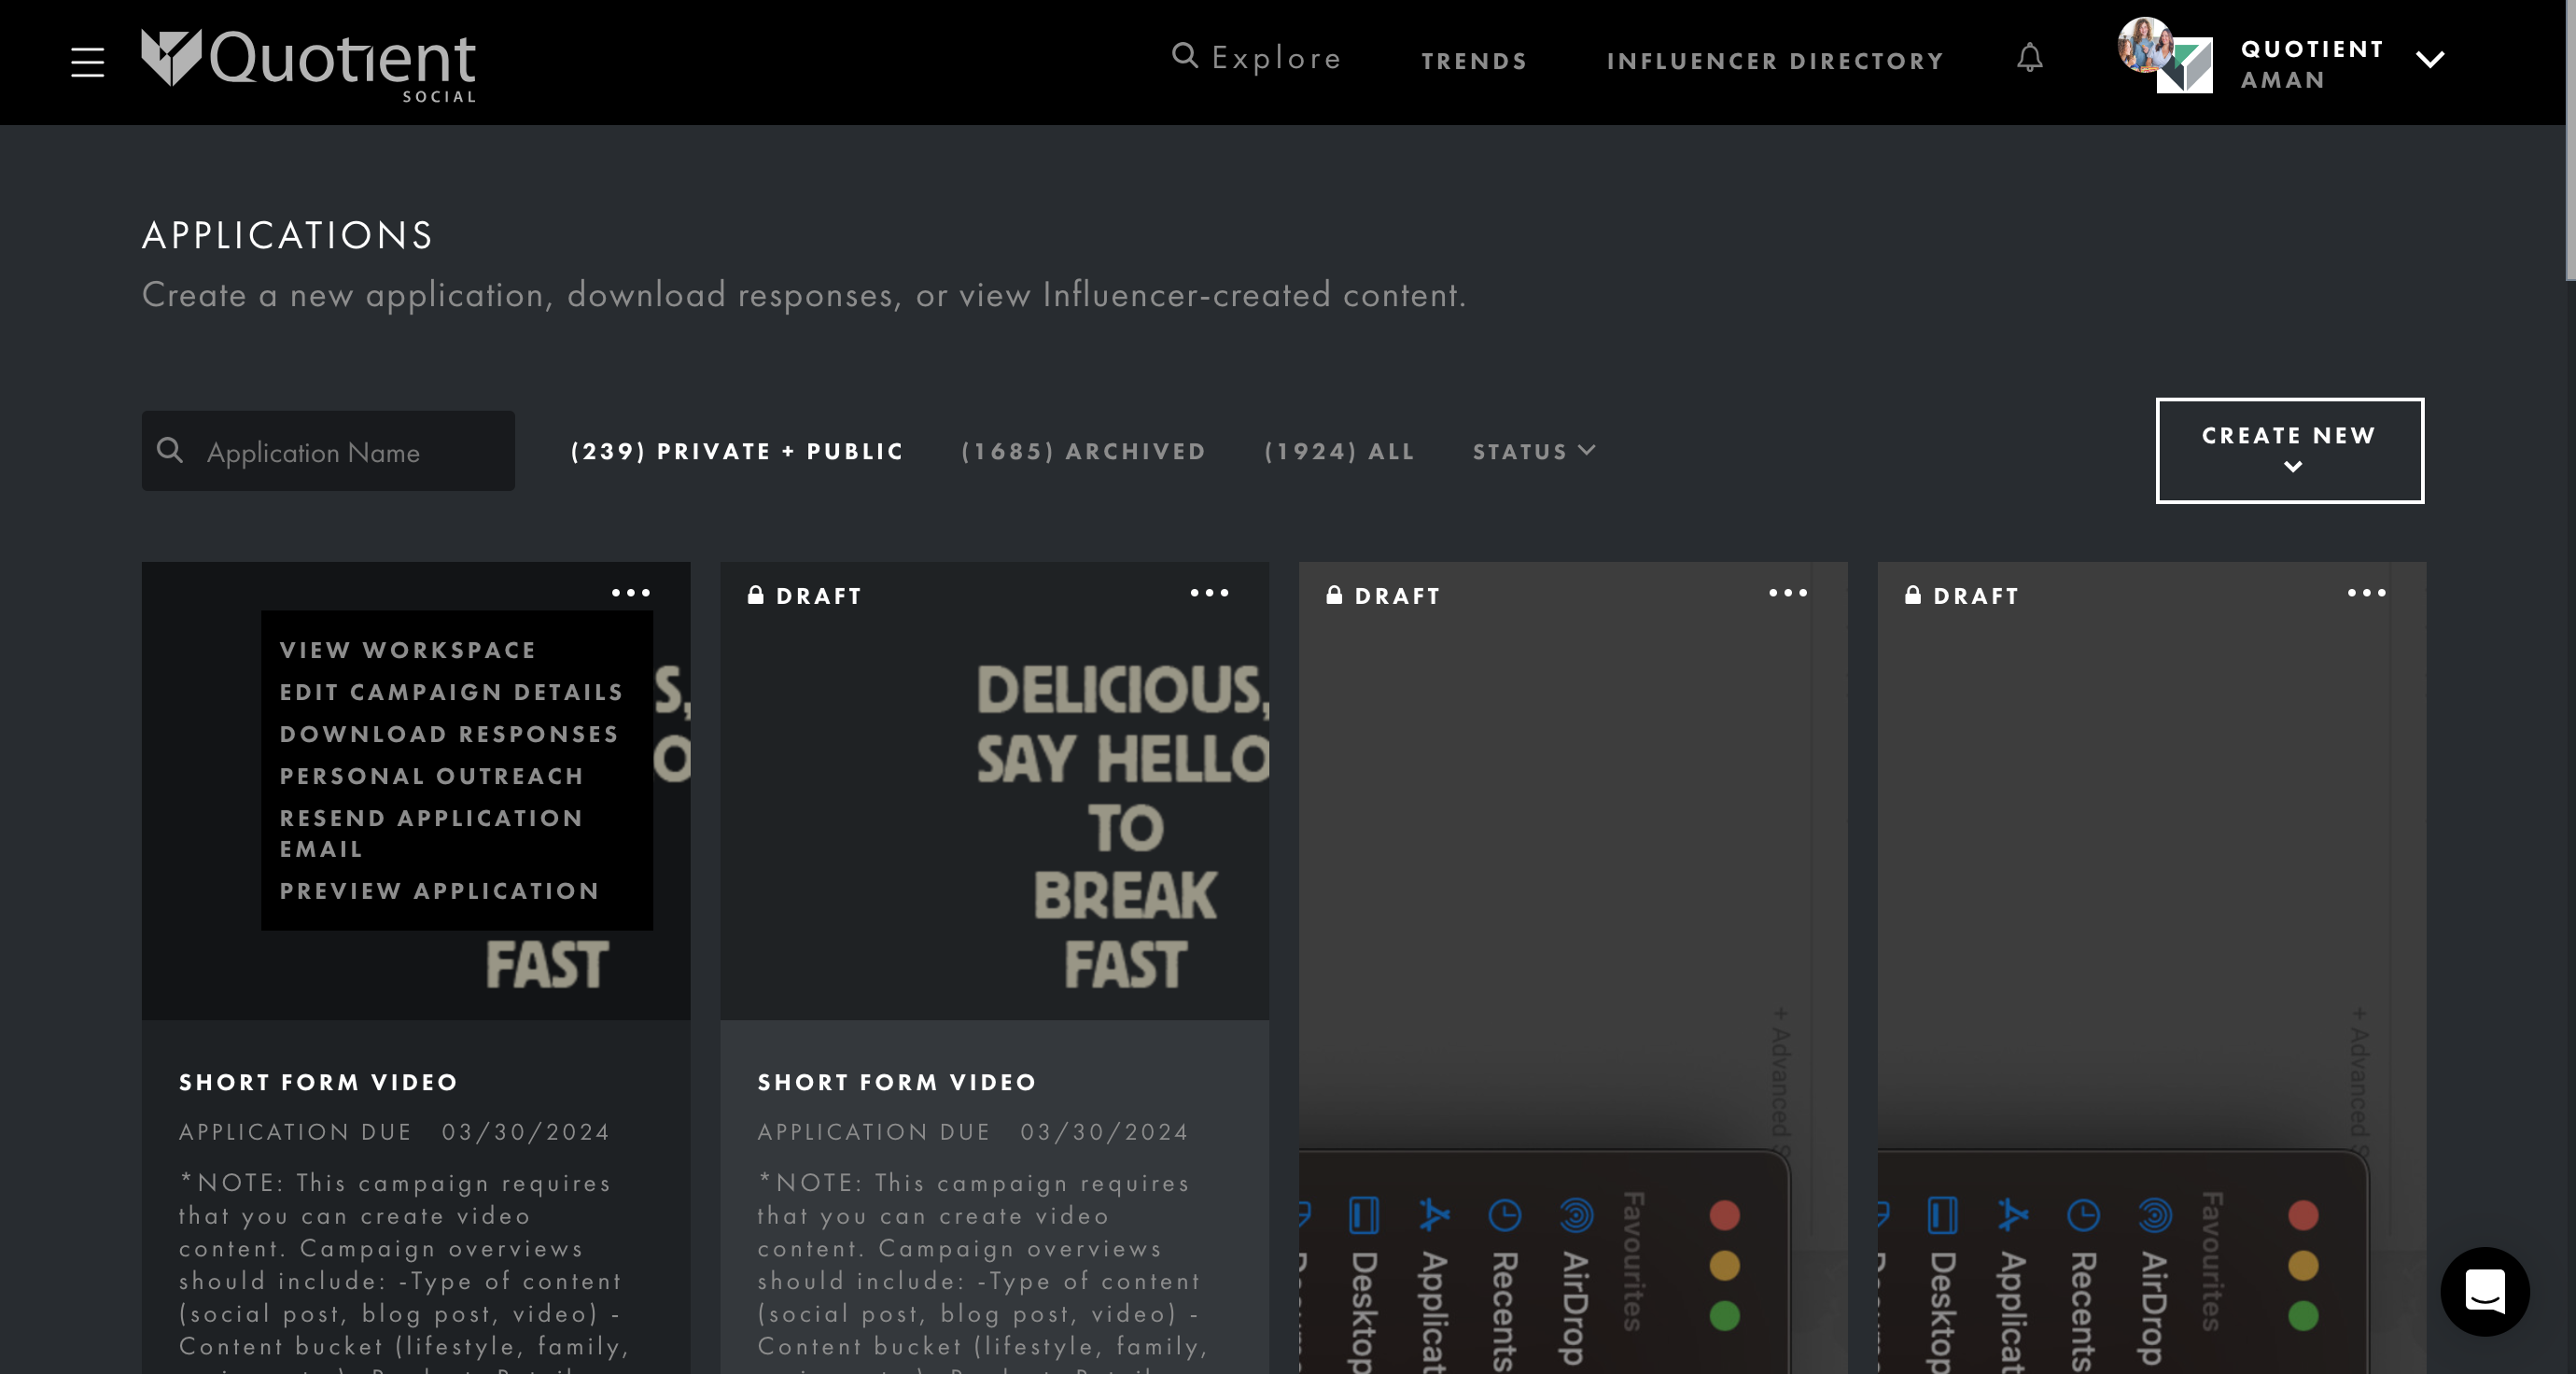 Quotient
SOCIAL
Explore
TRENDS
INFLUENCER DIRECTORY
QUOTIENT
AMAN
APPLICATIONS
Create a new application, download responses, or view Influencer-created content.
Application Name
(239) PRIVATE + PUBLIC
(1685) ARCHIVED
(1924) ALL
STATUS
CREATE NEW
VIEW WORKSPACE
EDIT CAMPAIGN DETAILS
DOWNLOAD RESPONSES
PERSONAL OUTREACH
RESEND APPLICATION
EMAIL
PREVIEW APPLICATION
S,
O
FAST
SHORT FORM VIDEO
APPLICATION DUE 03/30/2024
*NOTE: This campaign requires
that you can create video
content. Campaign overviews
should include: -Type of content
(social post, blog post, video) -
Content bucket (lifestyle, family,
DRAFT
DELICIOUS,
SAY HELLO
TO
BREAK
FAST
SHORT FORM VIDEO
APPLICATION DUE 03/30/2024
*NOTE: This campaign requires
that you can create video
content. Campaign overviews
should include: -Type of content
(social post, blog post, video) -
Content bucket (lifestyle, family,
DRAFT
+ Advanced S
Favourites
AirDrop
Recents
Applicat
Desktop
DRAFT
+ Advanced S
Favourites
AirDrop
Recents
Applicat
Desktop